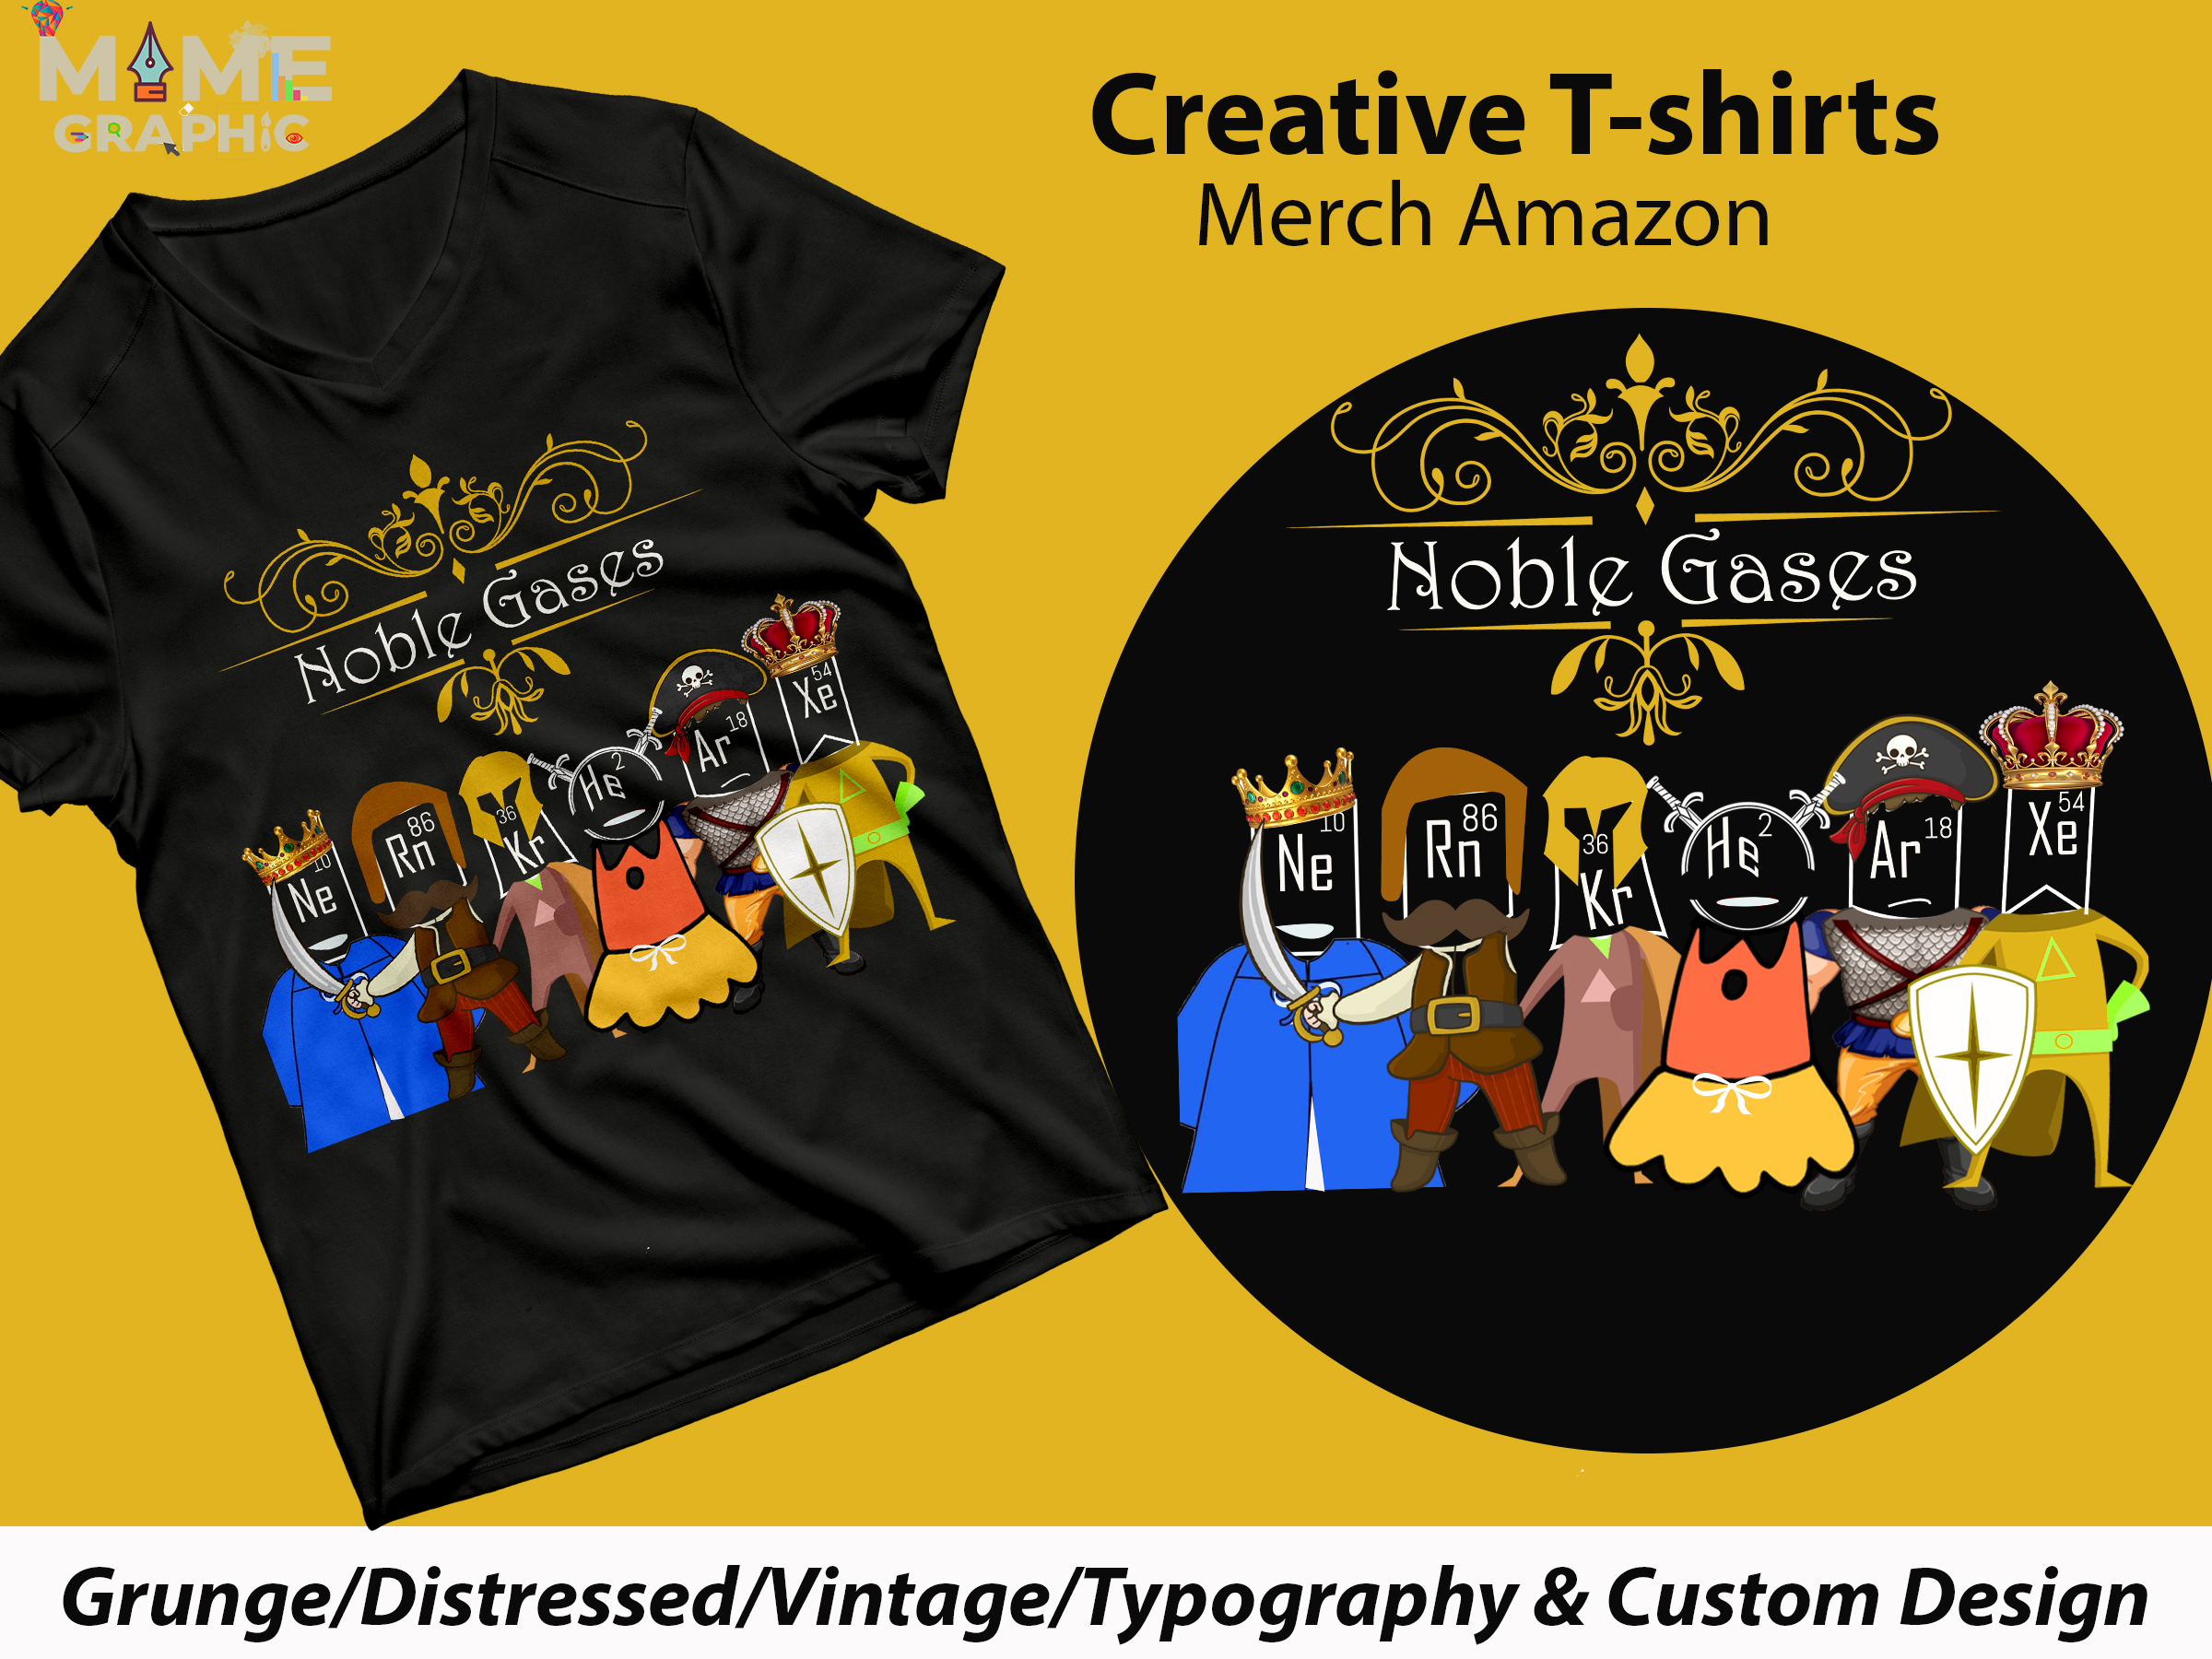 MAME
GRAPHiC
Creative T-shirts
Merch Amazon
Noble Gases
Ne 10
Rn 86
Kr 36
He 2
Ar 18
Xe 54
Noble Gases
Ne 10
Rn 86
36 Kr
He 2
Ar 18
Xe 54
Grunge/Distressed/Vintage/Typography & Custom Design